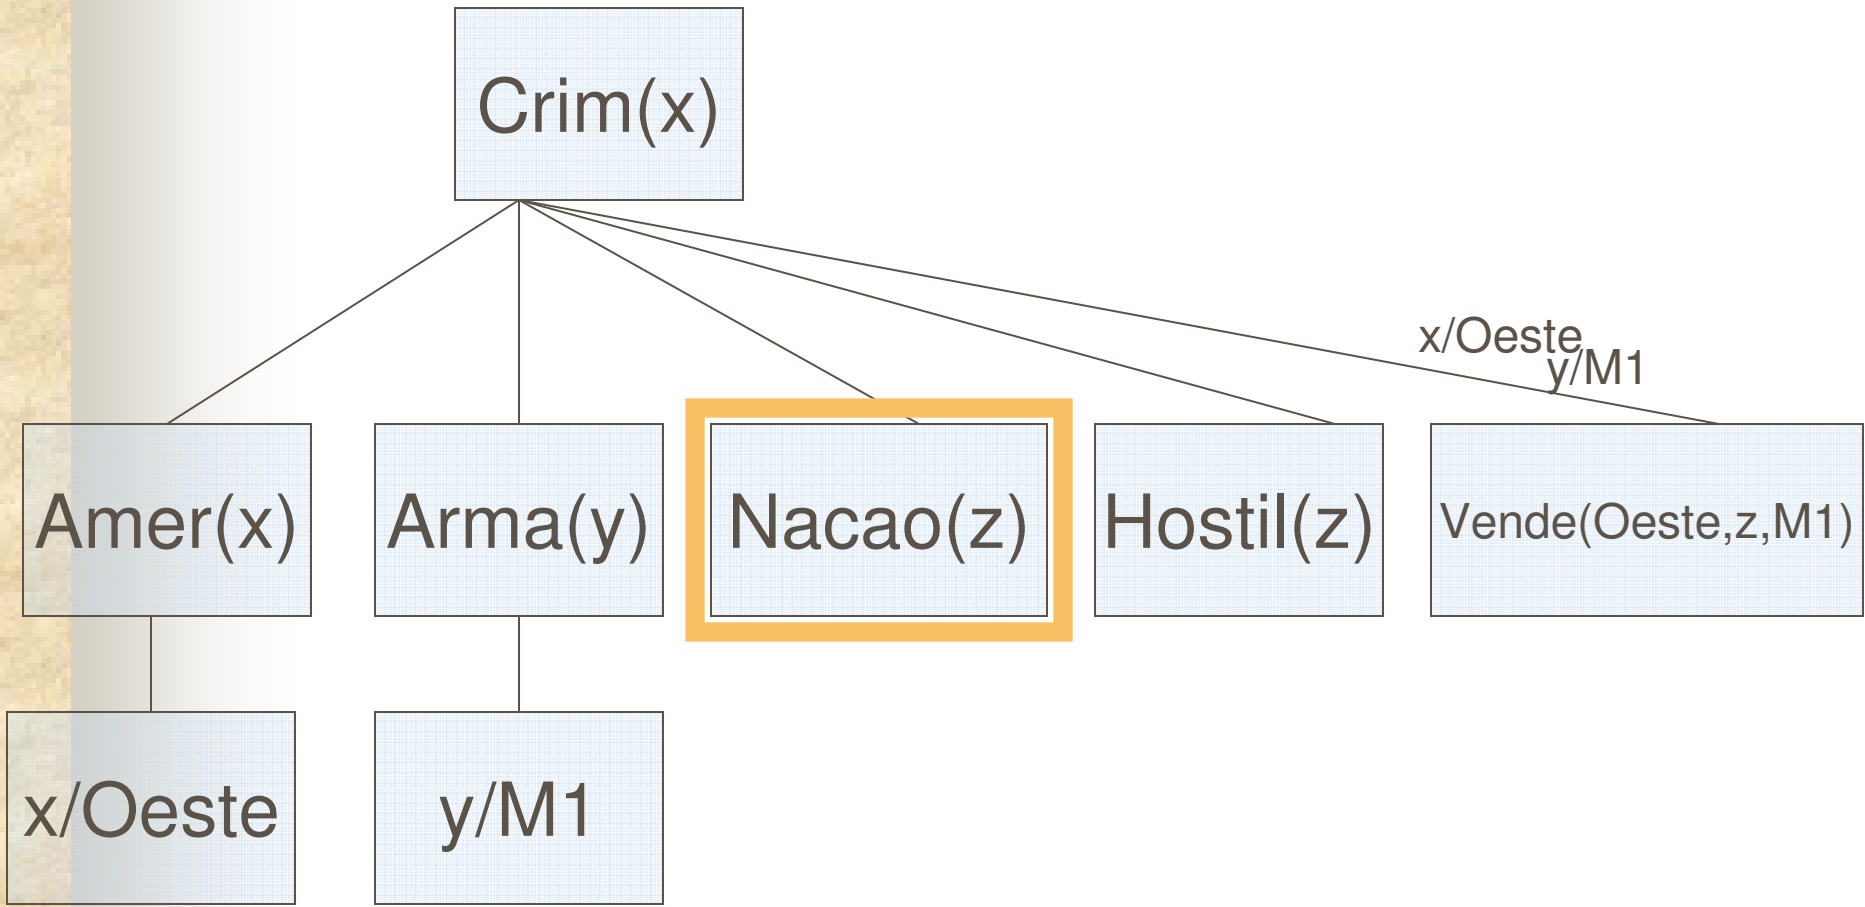 Crim(x)
x/Oeste
y/M1
Amer(x)
Arma(y)
Nacao(z)
Hostil(z)
Vende(Oeste,z,M1)
x/Oeste
y/M1